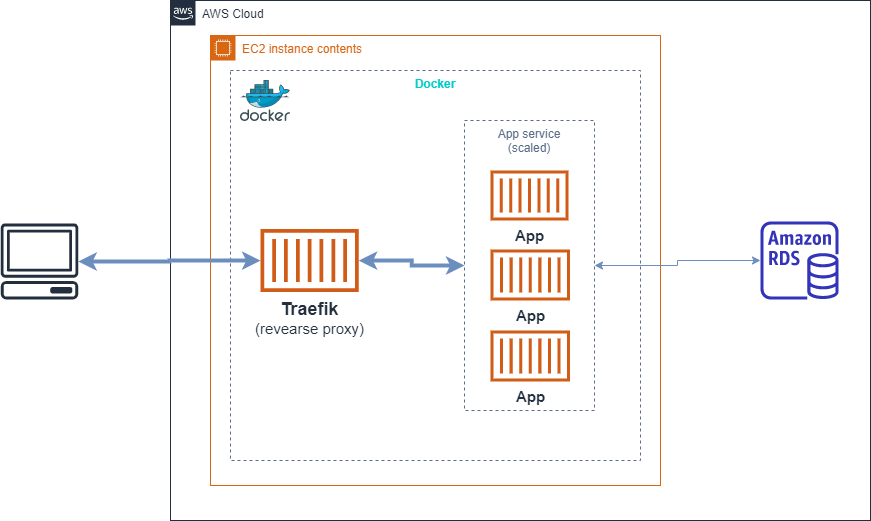 aws
AWS Cloud
EC2 instance contents
Docker
docker
App service
(scaled)
App
Traefik
(revearse proxy)
App
App
Amazon
RDS